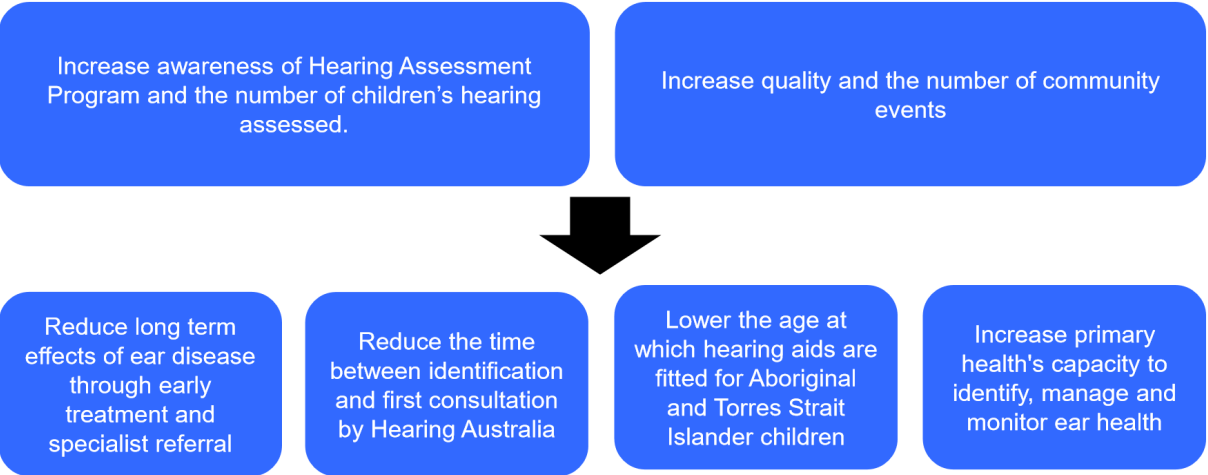 Increase awareness of Hearing Assessment
Program and the number of children’s hearing
assessed.
Increase quality and the number of community
events
Reduce long term
effects of ear disease
through early
treatment and
specialist referral
Reduce the time
between identification
and first consultation
by Hearing Australia
Lower the age at
which hearing aids are
fitted for Aboriginal
and Torres Strait
Islander children
Increase primary
health's capacity to
identify, manage and
monitor ear health